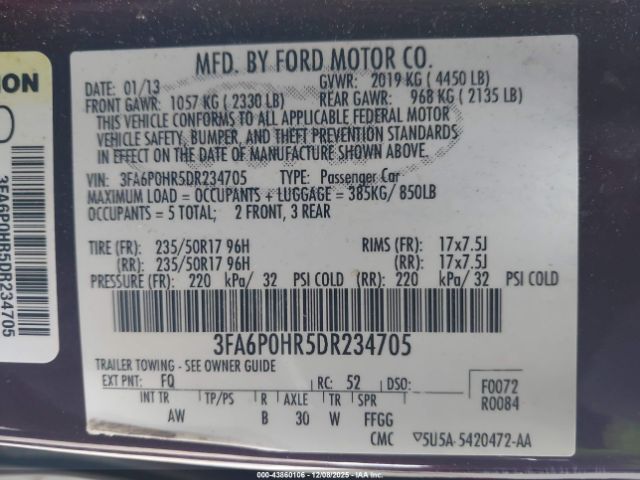 MFD. BY FORD MOTOR CO.
DATE: 01/13 GVWR: 2019 KG ( 4450 LB)
FRONT GAWR: 1057 KG ( 2330 LB) REAR GAWR: 968 KG ( 2135 LB)
THIS VEHICLE CONFORMS TO ALL APPLICABLE FEDERAL MOTOR
VEHICLE SAFETY, BUMPER, AND THEFT PREVENTION STANDARDS
IN EFFECT ON THE DATE OF MANUFACTURE SHOWN ABOVE.
VIN: 3FA6P0HR5DR234705 TYPE: Passenger Car
MAXIMUM LOAD = OCCUPANTS + LUGGAGE = 385KG/ 850LB
OCCUPANTS = 5 TOTAL; 2 FRONT, 3 REAR
TIRE (FR): 235/50R17 96H RIMS (FR): 17x7.5J
(RR): 235/50R17 96H (RR): 17x7.5J
PRESSURE (FR): 220 kPa/ 32 PSI COLD (RR): 220 kPa/ 32 PSI COLD
3FA6P0HR5DR234705
TRAILER TOWING - SEE OWNER GUIDE
EXT PNT: FQ RC: 52 DSO: F0072
INT TR TP/PS R AXLE TR SPR R0084
AW B 30 W FFGG
CMC ▽5U5A-5420472-AA
ION
3FA6P0HR5DR234705
000-43860106 - 12/08/2025 - IAAI.com